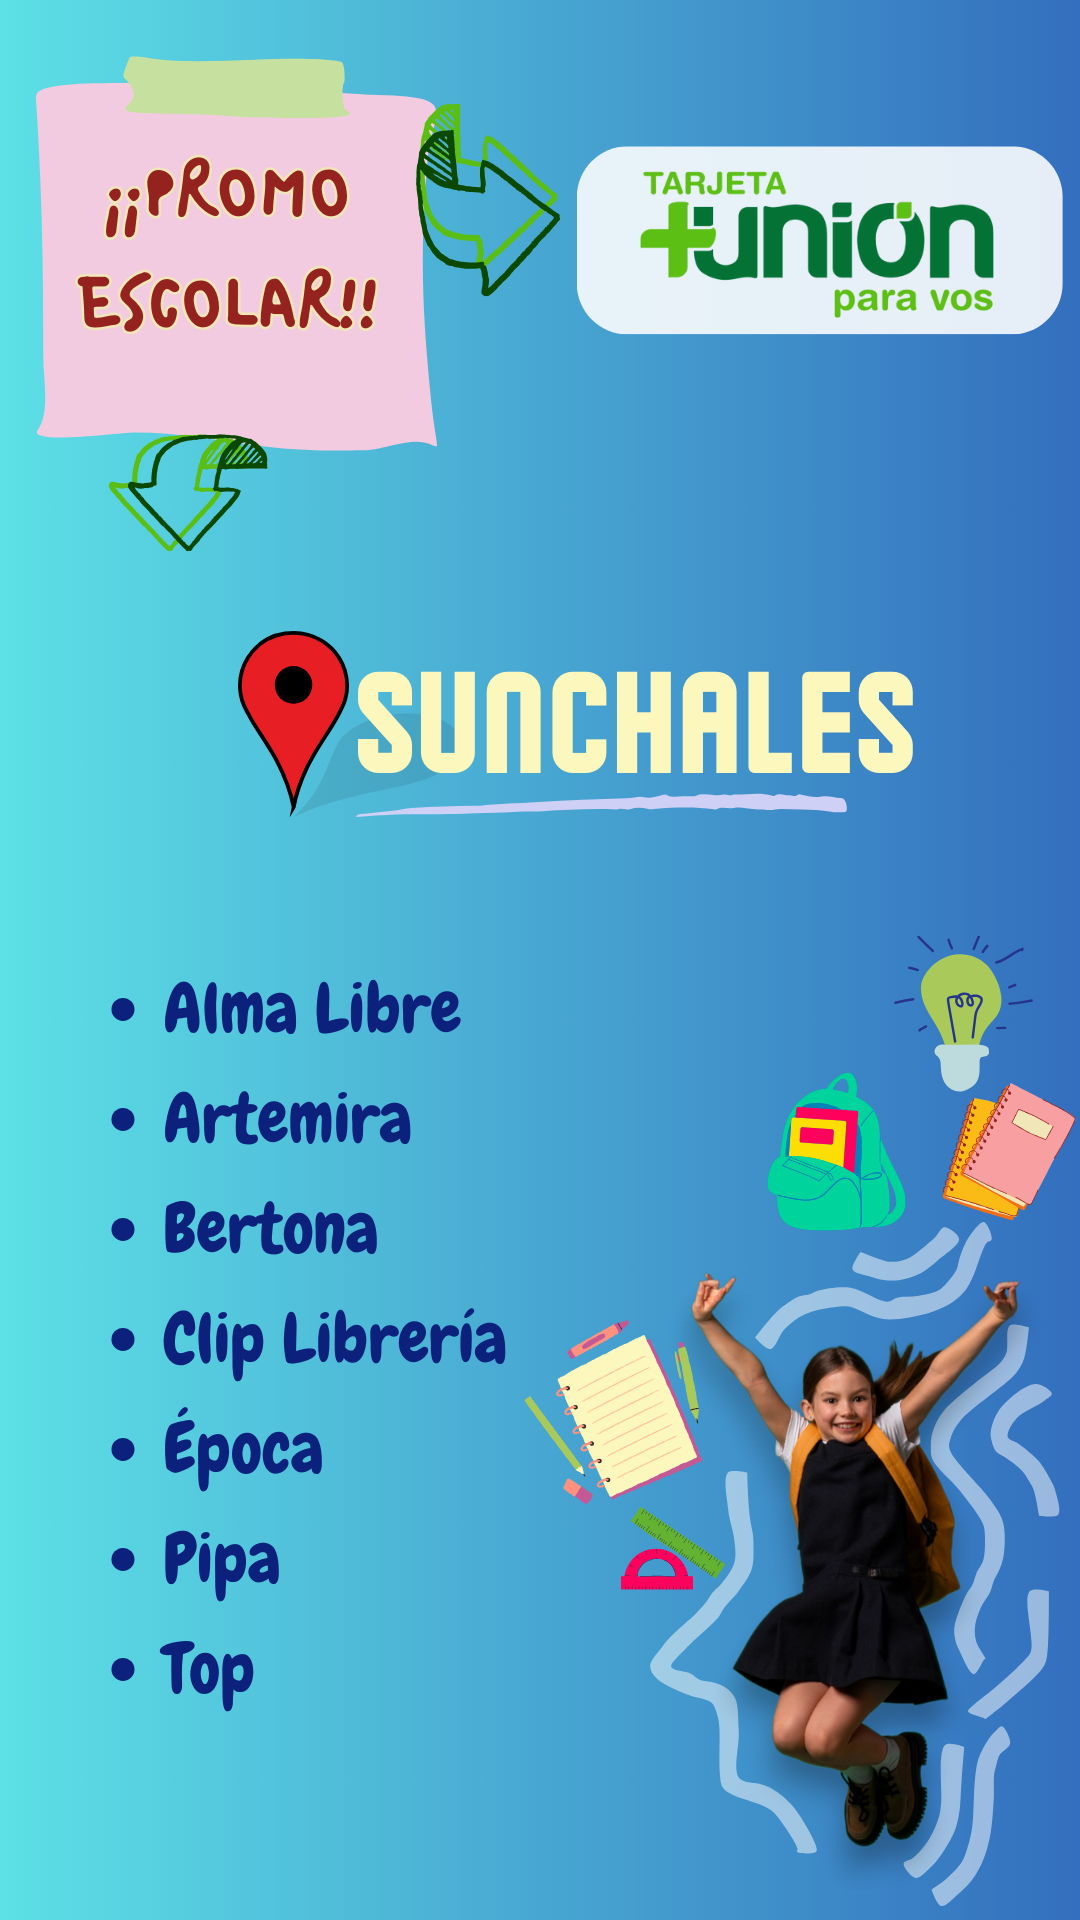 ¡¡PROMO
ESCOLAR!!
TARJETA
+unión
para vos
SUNCHALES
• Alma Libre
• Artemira
• Bertona
• Clip Librería
• Época
• Pipa
• Top